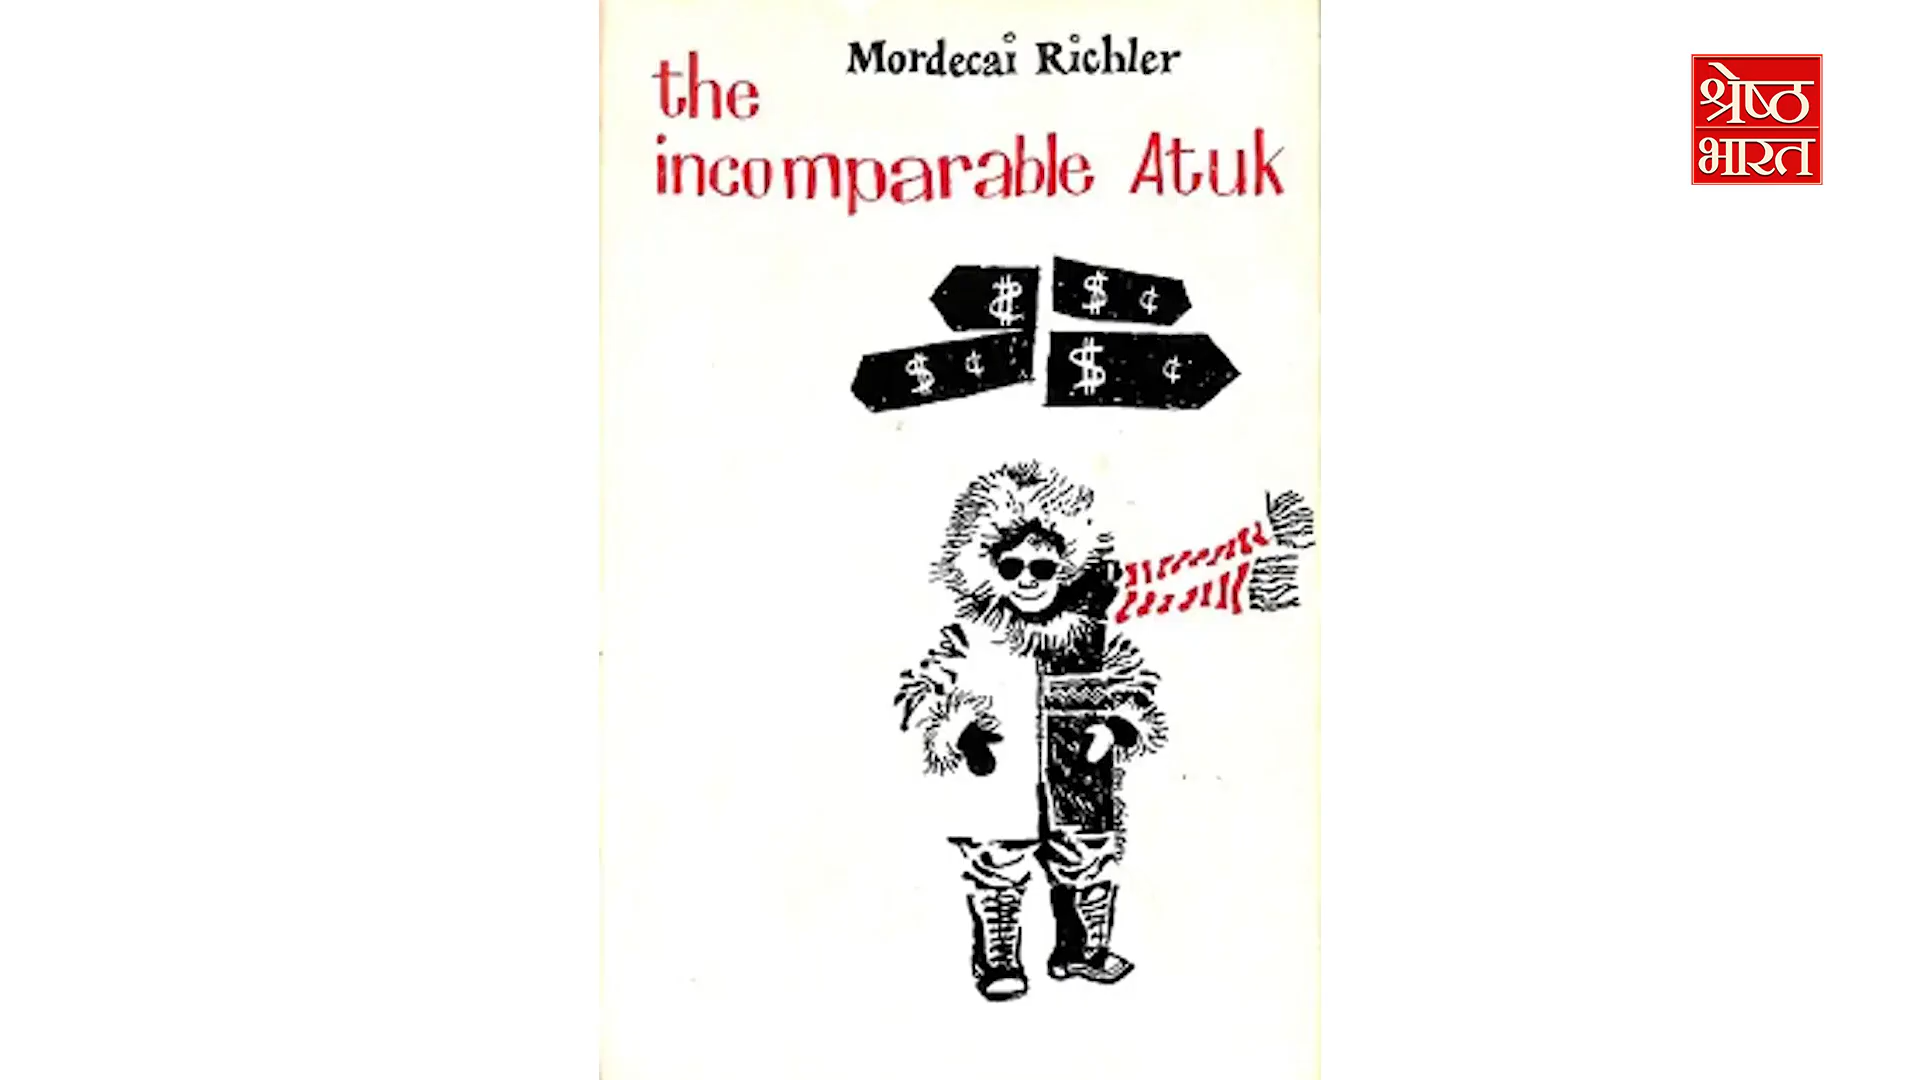 Mordecai Richler
the
incomparable Atuk
$ $ ¢
$ ¢ $ ¢
श्रेष्ठ
भारत